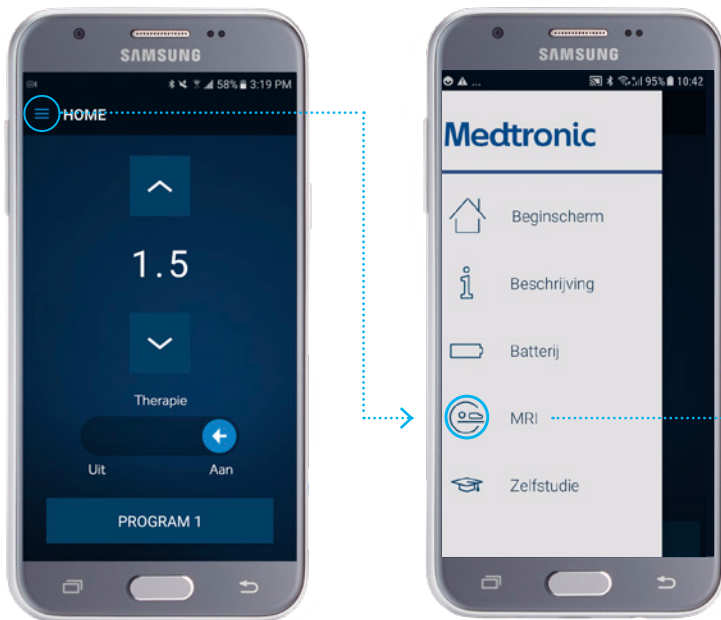 SAMSUNG
58% 3:19 PM
HOME
1.5
Therapie
Uit
Aan
PROGRAM 1
SAMSUNG
... 95% 10:42
Medtronic
Beginscherm
Beschrijving
Batterij
MRI
Zelfstudie